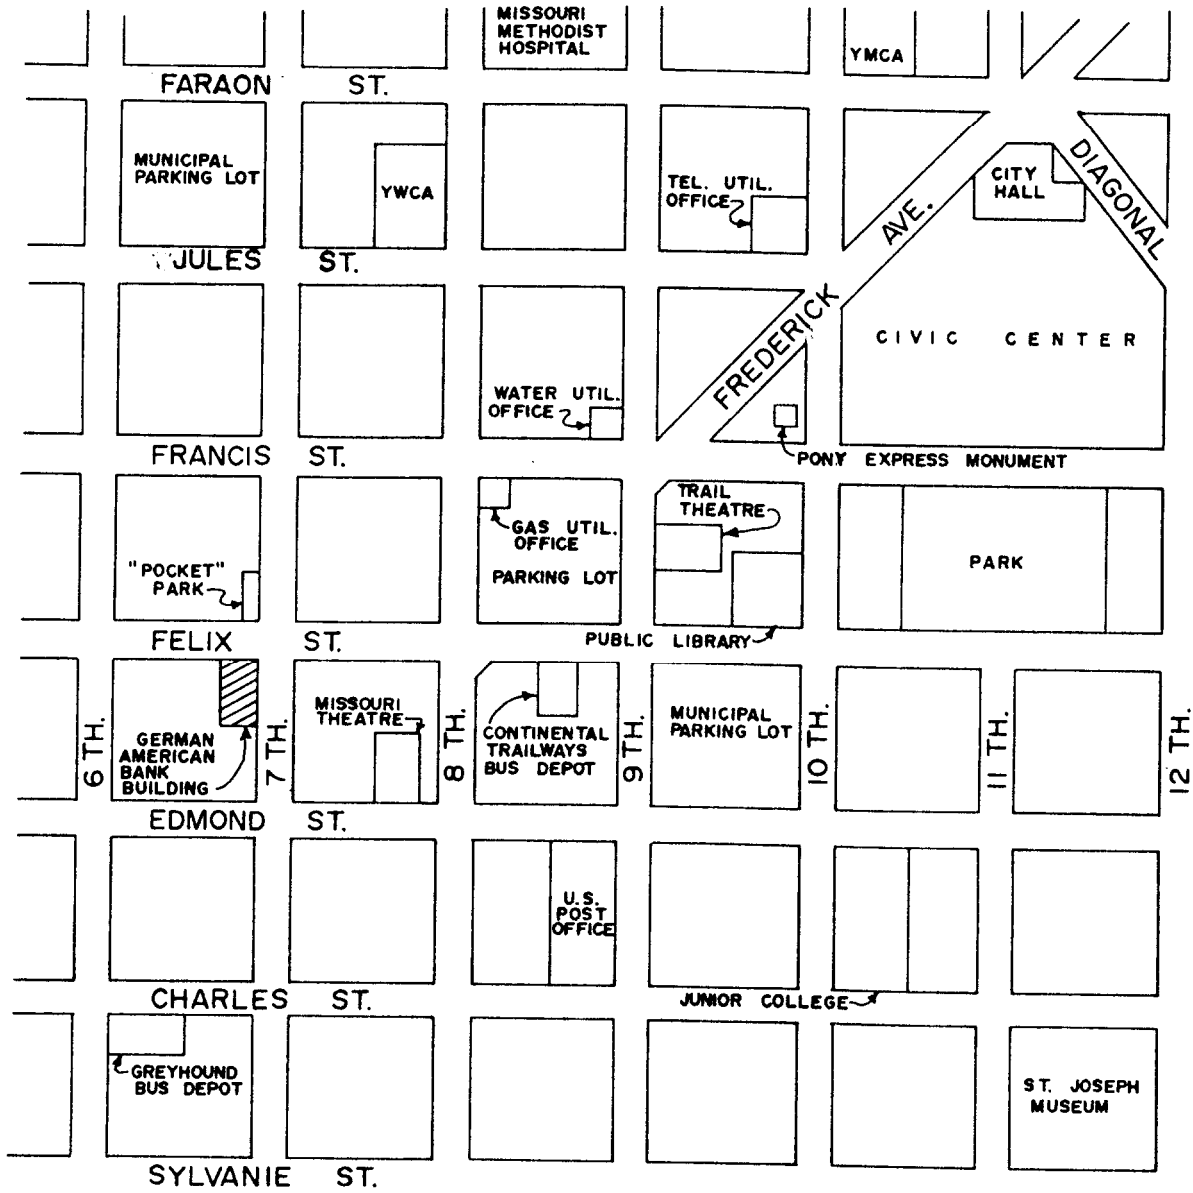 MISSOURI
METHODIST
HOSPITAL
YMCA
FARAON ST.
MUNICIPAL
PARKING LOT
YWCA
TEL. UTIL.
OFFICE
CITY
HALL
DIAGONAL
FREDERICK AVE.
JULES ST.
CIVIC CENTER
WATER UTIL.
OFFICE
FRANCIS ST.
PONY EXPRESS MONUMENT
TRAIL
THEATRE
GAS UTIL.
OFFICE
PARKING LOT
"POCKET"
PARK
PARK
PUBLIC LIBRARY
FELIX ST.
MISSOURI
THEATRE
CONTINENTAL
TRAILWAYS
BUS DEPOT
MUNICIPAL
PARKING LOT
GERMAN
AMERICAN
BANK
BUILDING
6 TH.
7 TH.
8 TH.
9 TH.
10 TH.
11 TH.
12 TH.
EDMOND ST.
U.S.
POST
OFFICE
CHARLES ST.
JUNIOR COLLEGE
GREYHOUND
BUS DEPOT
ST. JOSEPH
MUSEUM
SYLVANIE ST.